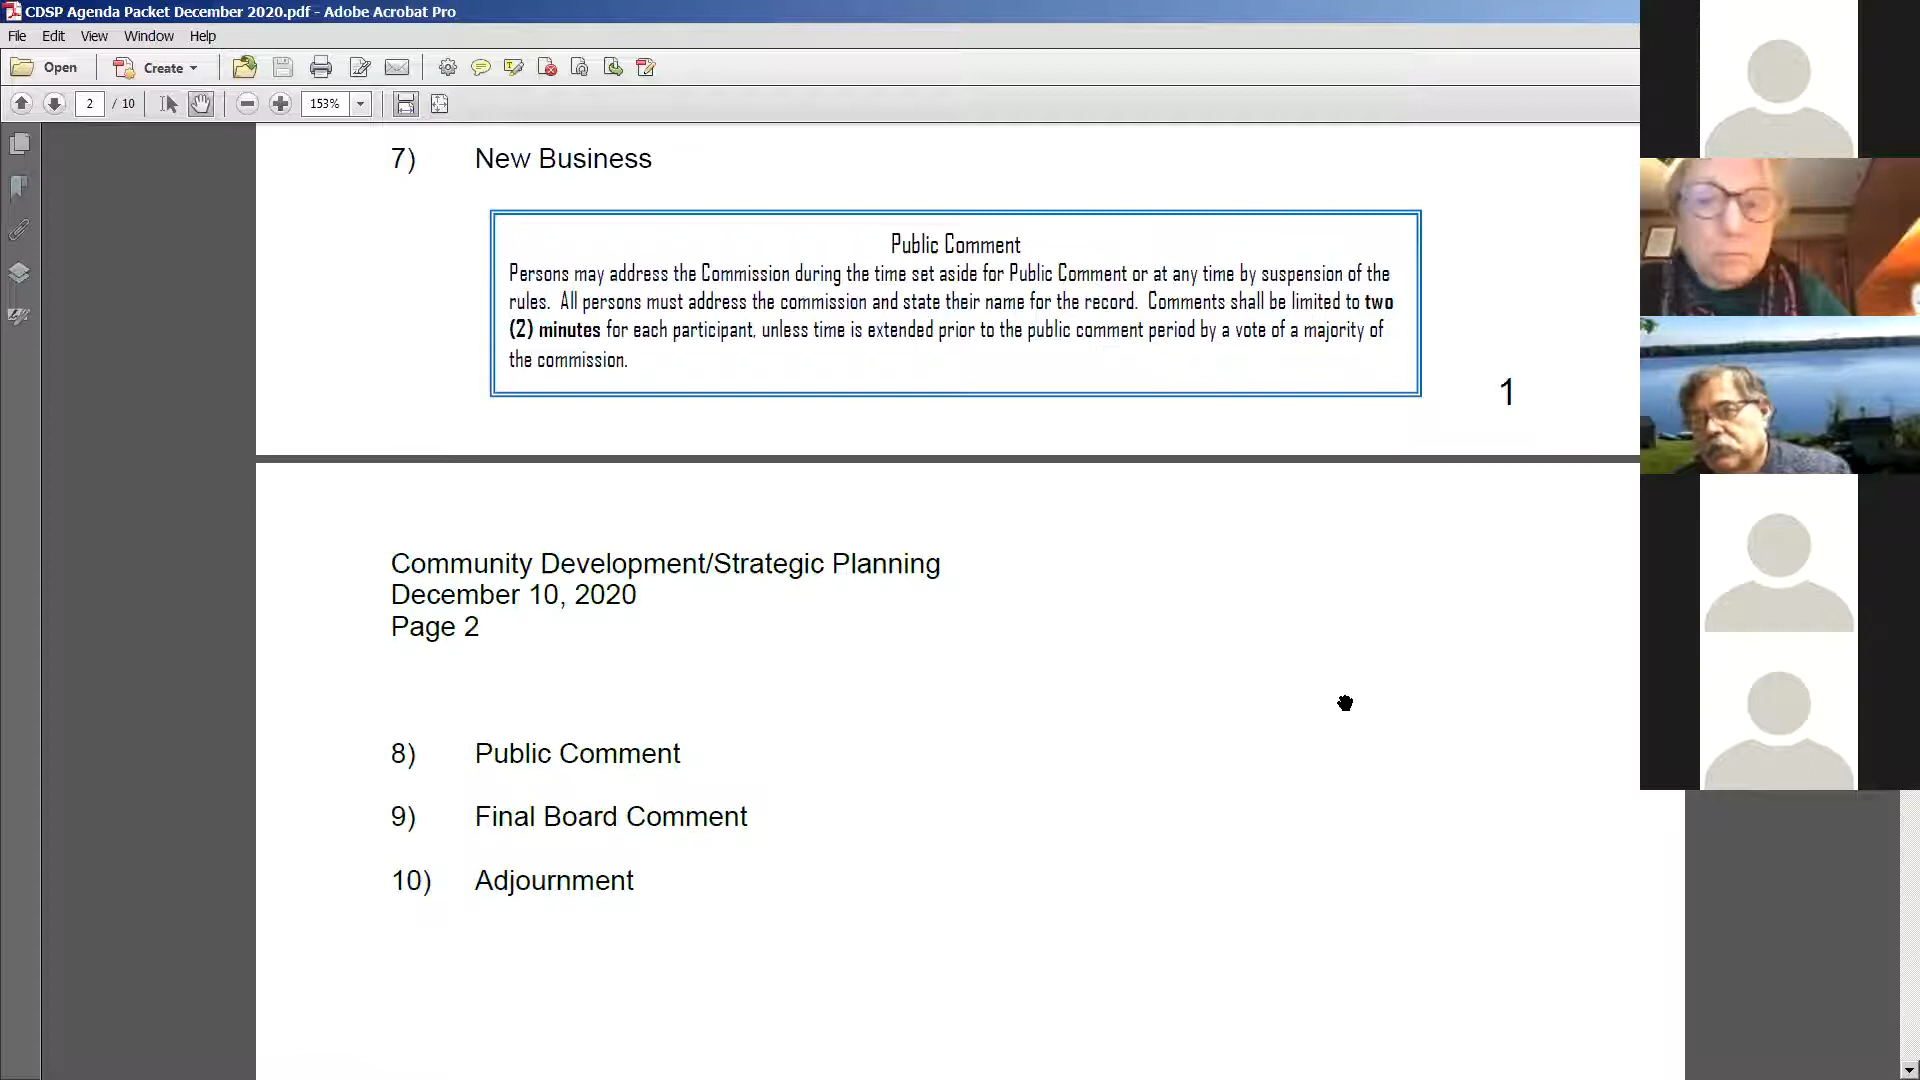 CDSP Agenda Packet December 2020.pdf - Adobe Acrobat Pro
File Edit View Window Help
Open Create
2 / 10 153%
7) New Business
Public Comment
Persons may address the Commission during the time set aside for Public Comment or at any time by suspension of the
rules. All persons must address the commission and state their name for the record. Comments shall be limited to two
(2) minutes for each participant, unless time is extended prior to the public comment period by a vote of a majority of
the commission.
1
Community Development/Strategic Planning
December 10, 2020
Page 2
8) Public Comment
9) Final Board Comment
10) Adjournment